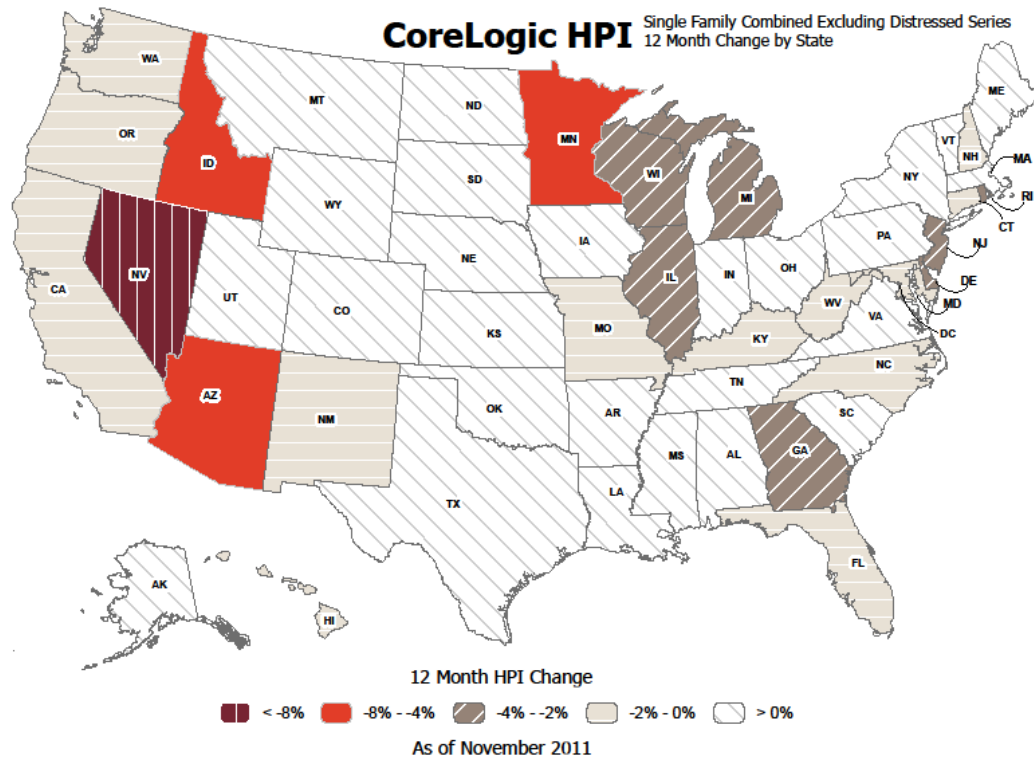 CoreLogic HPI
Single Family Combined Excluding Distressed Series
12 Month Change by State
WA
MT
ND
MN
ME
OR
ID
SD
WI
VT
NH
MA
NY
RI
WY
MI
CT
IA
PA
NJ
NE
NV
IL
IN
OH
DE
CA
UT
CO
WV
MD
VA
DC
KS
MO
KY
NC
TN
AZ
NM
OK
AR
SC
MS
AL
GA
LA
TX
FL
AK
HI
12 Month HPI Change
< -8%
-8% - -4%
-4% - -2%
-2% - 0%
> 0%
As of November 2011